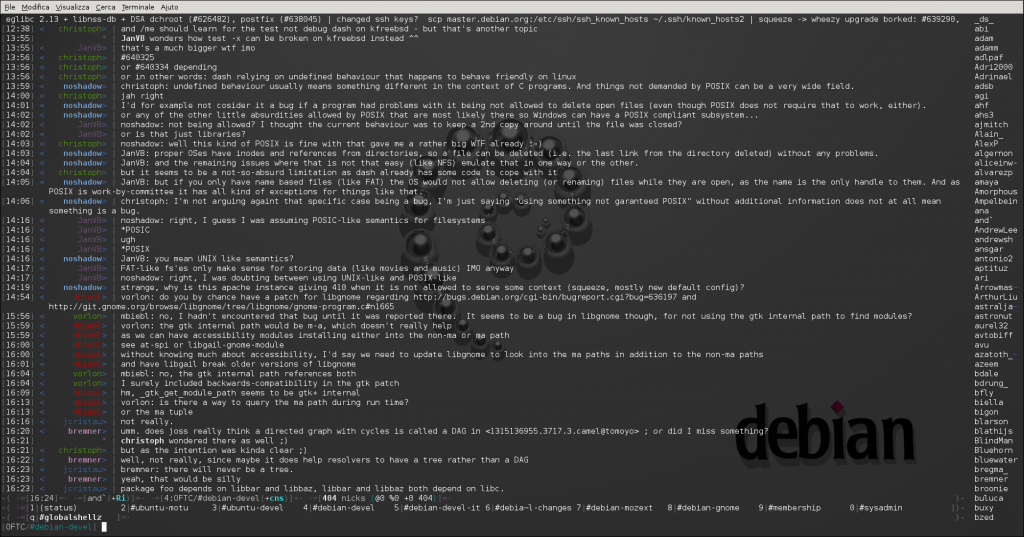 File Modifica Visualizza Cerca Terminale Aiuto
eglibc 2.13 + libnss-db + DSA dchroot (#626482), postfix (#638045) | changed ssh keys?  scp master.debian.org:/etc/ssh/ssh_known_hosts ~/.ssh/known_hosts2 | squeeze -> wheezy upgrade borked: #639290, _ds_
[12:38] < christoph> | and /me should learn for the test not debug dash on kfreebsd - but that's another topic abi
[13:55] * | JanVB wonders how test -x can be broken on kfreebsd instead ^^ adam
[13:55] < JanVB> | that's a much bigger wtf imo adamm
[13:56] < christoph> | #640325 adlpaf
[13:56] < christoph> | or #640334 depending Adri2000
[13:56] < christoph> | or in other words: dash relying on undefined behaviour that happens to behave friendly on linux Adrinael
[13:59] < noshadow> | christoph: undefined behaviour usually means something different in the context of C programs. And things not demanded by POSIX can be a very wide field. adsb
[14:00] < christoph> | jah right agi
[14:01] < noshadow> | I'd for example not cosider it a bug if a program had problems with it being not allowed to delete open files (even though POSIX does not require that to work, either). ahf
[14:02] < noshadow> | or any of the other little absurdities allowed by POSIX that are most likely there so Windows can have a POSIX compliant subsystem... ahs3
[14:02] < JanVB> | noshadow: not being allowed? I thought the current behaviour was to keep a 2nd copy around until the file was closed? ajmitch
[14:02] < JanVB> | or is that just libraries? Alain_
[14:03] < christoph> | noshadow: well this kind of POSIX is fine with that gave me a rather big WTF already :-) AlexP
[14:03] < noshadow> | JanVB: proper OSes have inodes and references from directories, so a file can be deleted (i.e. the last link from the directory deleted) without any problems. algernon
[14:04] < noshadow> | JanVB: and the remaining issues where that is not that easy (like NFS) emulate that in one way or the other. aliceinw-
[14:04] < christoph> | but it seems to be a not-so-absurd limitation as dash already has some code to cope with it alvarezp
[14:05] < noshadow> | JanVB: but if you only have name based files (like FAT) the OS would not allow deleting (or renaming) files while they are open, as the name is the only handle to them. And as amaya
POSIX is work-by-committee it has all kind of exceptions for things like that. Amorphous
[14:06] < noshadow> | christoph: I'm not arguing againt that specific case being a bug, I'm just saying "using something not garanteed POSIX" without additional information does not at all mean Ampelbein
something is a bug. ana
[14:16] < JanVB> | noshadow: right, I guess I was assuming POSIC-like semantics for filesystems and`
[14:16] < JanVB> | *POSIC AndrewLee
[14:16] < JanVB> | ugh andrewsh
[14:16] < JanVB> | *POSIX ansgar
[14:16] < noshadow> | JanVB: you mean UNIX like semantics? antonio2
[14:17] < JanVB> | FAT-like fs'es only make sense for storing data (like movies and music) IMO anyway aptituz
[14:17] < JanVB> | noshadow: right, I was doubting between using UNIX-like and POSIX-like ari
[14:19] < noshadow> | strange, why is this apache instance giving 410 when it is not allowed to serve some context (squeeze, mostly new default config)? Arrowmas-
[14:54] < mbiebl> | vorlon: do you by chance have a patch for libgnome regarding http://bugs.debian.org/cgi-bin/bugreport.cgi?bug=636197 and ArthurLiu
http://git.gnome.org/browse/libgnome/tree/libgnome/gnome-program.c#n1665 astralja-
[15:56] < vorlon> | mbiebl: no, I hadn't encountered that bug until it was reported there.  It seems to be a bug in libgnome though, for not using the gtk internal path to find modules? astronut
[15:59] < mbiebl> | vorlon: the gtk internal path would be m-a, which doesn't really help aurel32
[15:59] < mbiebl> | as we can have accessibility modules installing either into the non-ma or ma path avtobiff
[16:00] < mbiebl> | see at-spi or libgail-gnome-module avu
[16:00] < mbiebl> | without knowing much about accessibility, I'd say we need to update libgnome to look into the ma paths in addition to the non-ma paths azatoth_
[16:01] < mbiebl> | and have libgail break older versions of libgnome azeem
[16:04] < vorlon> | mbiebl: no, the gtk internal path references both bdale
[16:04] < vorlon> | I surely included backwards-compatibility in the gtk patch bdrung_
[16:09] < mbiebl> | hm, _gtk_get_module_path seems to be gtk+ internal bfly
[16:13] < mbiebl> | vorlon: is there a way to query the ma path during run time? biella
[16:13] < mbiebl> | or the ma tuple bigon
[16:16] < jcristau> | not really. blarson
[16:20] < bremner> | umm. does joss really think a directed graph with cycles is called a DAG in <1315136955.3717.3.camel@tomoyo> ; or did I miss something? blathijs
[16:21] * | christoph wondered there as well ;) BlindMan
[16:21] < christoph> | but as the intention was kinda clear ;) Bluehorn
[16:22] < bremner> | well, not really, since maybe it does help resolvers to have a tree rather than a DAG bluewater
[16:23] < jcristau> | bremner: there will never be a tree. bregma_
[16:23] < bremner> | yeah, that would be silly bremner
[16:23] < jcristau> | package foo depends on libbar and libbaz, libbar and libbaz both depend on libc. broonie
-{ -=[16:24]=- -=[and`(+Ri)]=- -=[4:OFTC/#debian-devel(+cns)]=- -=[404 nicks (@0 %0 +0 404)]=- }- buluca
-{ -=[1|(status) 2|#ubuntu-motu 3|#ubuntu-devel 4|#debian-devel 5|#debian-devel-it 6|#debia~l-changes 7|#debian-mozext 8|#debian-gnome 9|#membership 0|#sysadmin }- buxy
-{ -=[q|#globalshellz ]=- }- bzed
[OFTC/#debian-devel]
debian